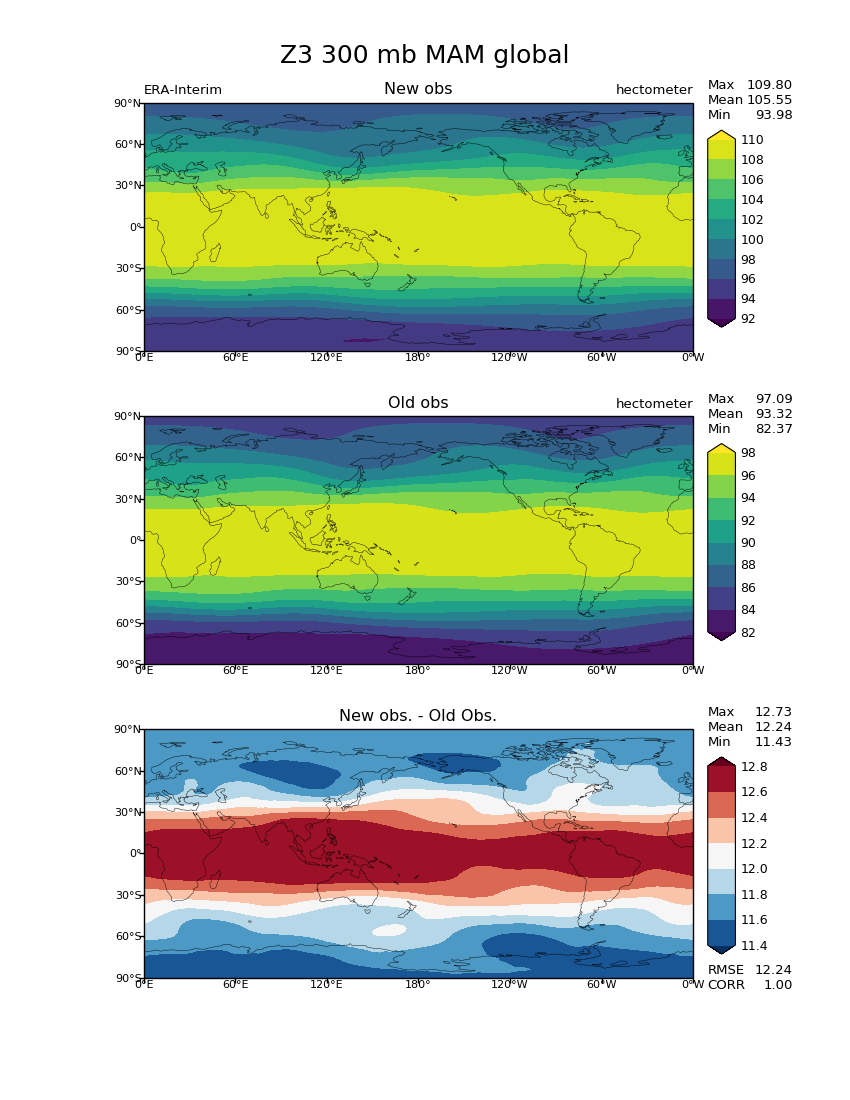 Z3 300 mb MAM global
ERA-Interim New obs hectometer
Max 109.80
Mean 105.55
Min 93.98
90°N
60°N
30°N
0°
30°S
60°S
90°S
0°E 60°E 120°E 180° 120°W 60°W 0°W
110
108
106
104
102
100
98
96
94
92
Old obs hectometer
Max 97.09
Mean 93.32
Min 82.37
90°N
60°N
30°N
0°
30°S
60°S
90°S
0°E 60°E 120°E 180° 120°W 60°W 0°W
98
96
94
92
90
88
86
84
82
New obs. - Old Obs.
Max 12.73
Mean 12.24
Min 11.43
90°N
60°N
30°N
0°
30°S
60°S
90°S
0°E 60°E 120°E 180° 120°W 60°W 0°W
12.8
12.6
12.4
12.2
12.0
11.8
11.6
11.4
RMSE 12.24
CORR 1.00